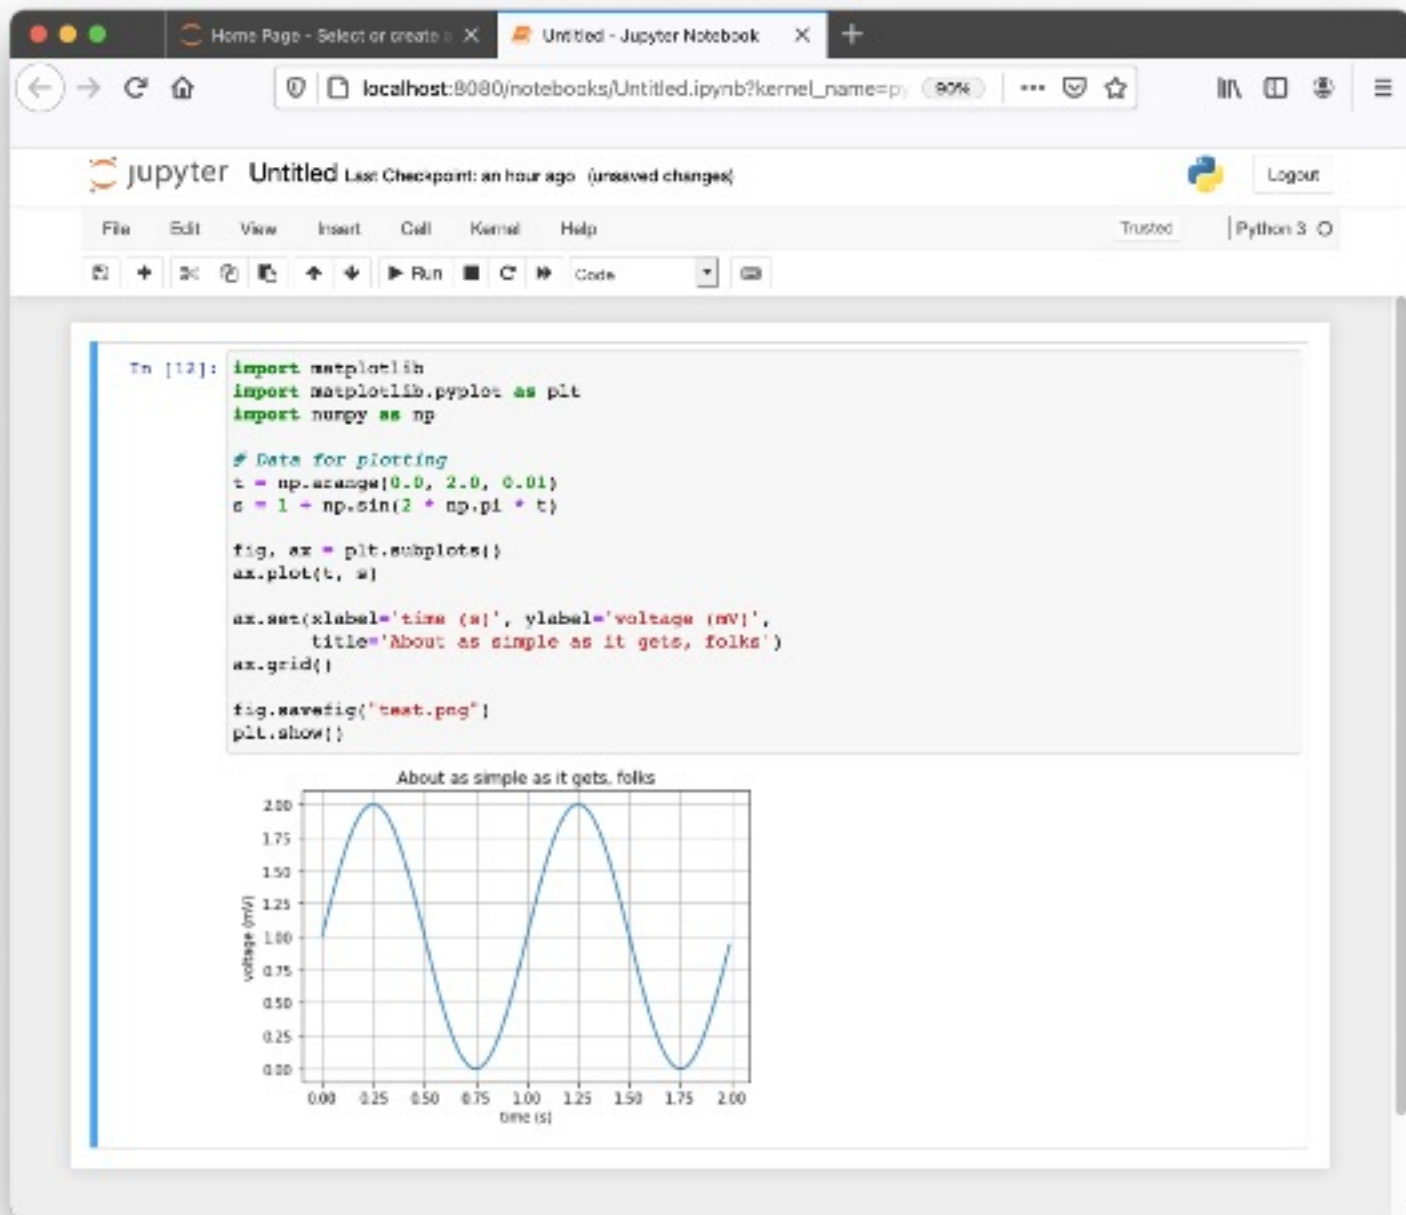 Home Page - Select or create a
Untitled - Jupyter Notebook
localhost:8080/notebooks/Untitled.ipynb?kernel_name=py
90%
jupyter Untitled Last Checkpoint: an hour ago (unsaved changes)
Logout
File Edit View Insert Cell Kernel Help
Trusted
Python 3
Run
Code
In [12]:
import matplotlib
import matplotlib.pyplot as plt
import numpy as np
# Data for plotting
t = np.arange(0.0, 2.0, 0.01)
s = 1 + np.sin(2 * np.pi * t)
fig, ax = plt.subplots()
ax.plot(t, s)
ax.set(xlabel='time (s)', ylabel='voltage (mV)',
title='About as simple as it gets, folks')
ax.grid()
fig.savefig("test.png")
plt.show()
About as simple as it gets, folks
2.00
1.75
1.50
1.25
1.00
0.75
0.50
0.25
0.00
voltage (mV)
0.00 0.25 0.50 0.75 1.00 1.25 1.50 1.75 2.00
time (s)